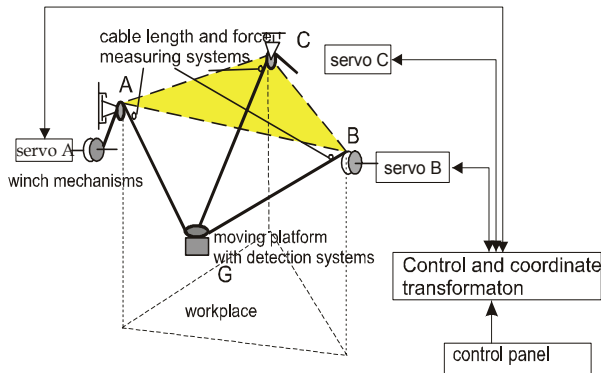 cable length and force
measuring systems
C
servo C
A
B
servo A
winch mechanisms
servo B
moving platform
with detection systems
G
workplace
Control and coordinate
transformaton
control panel